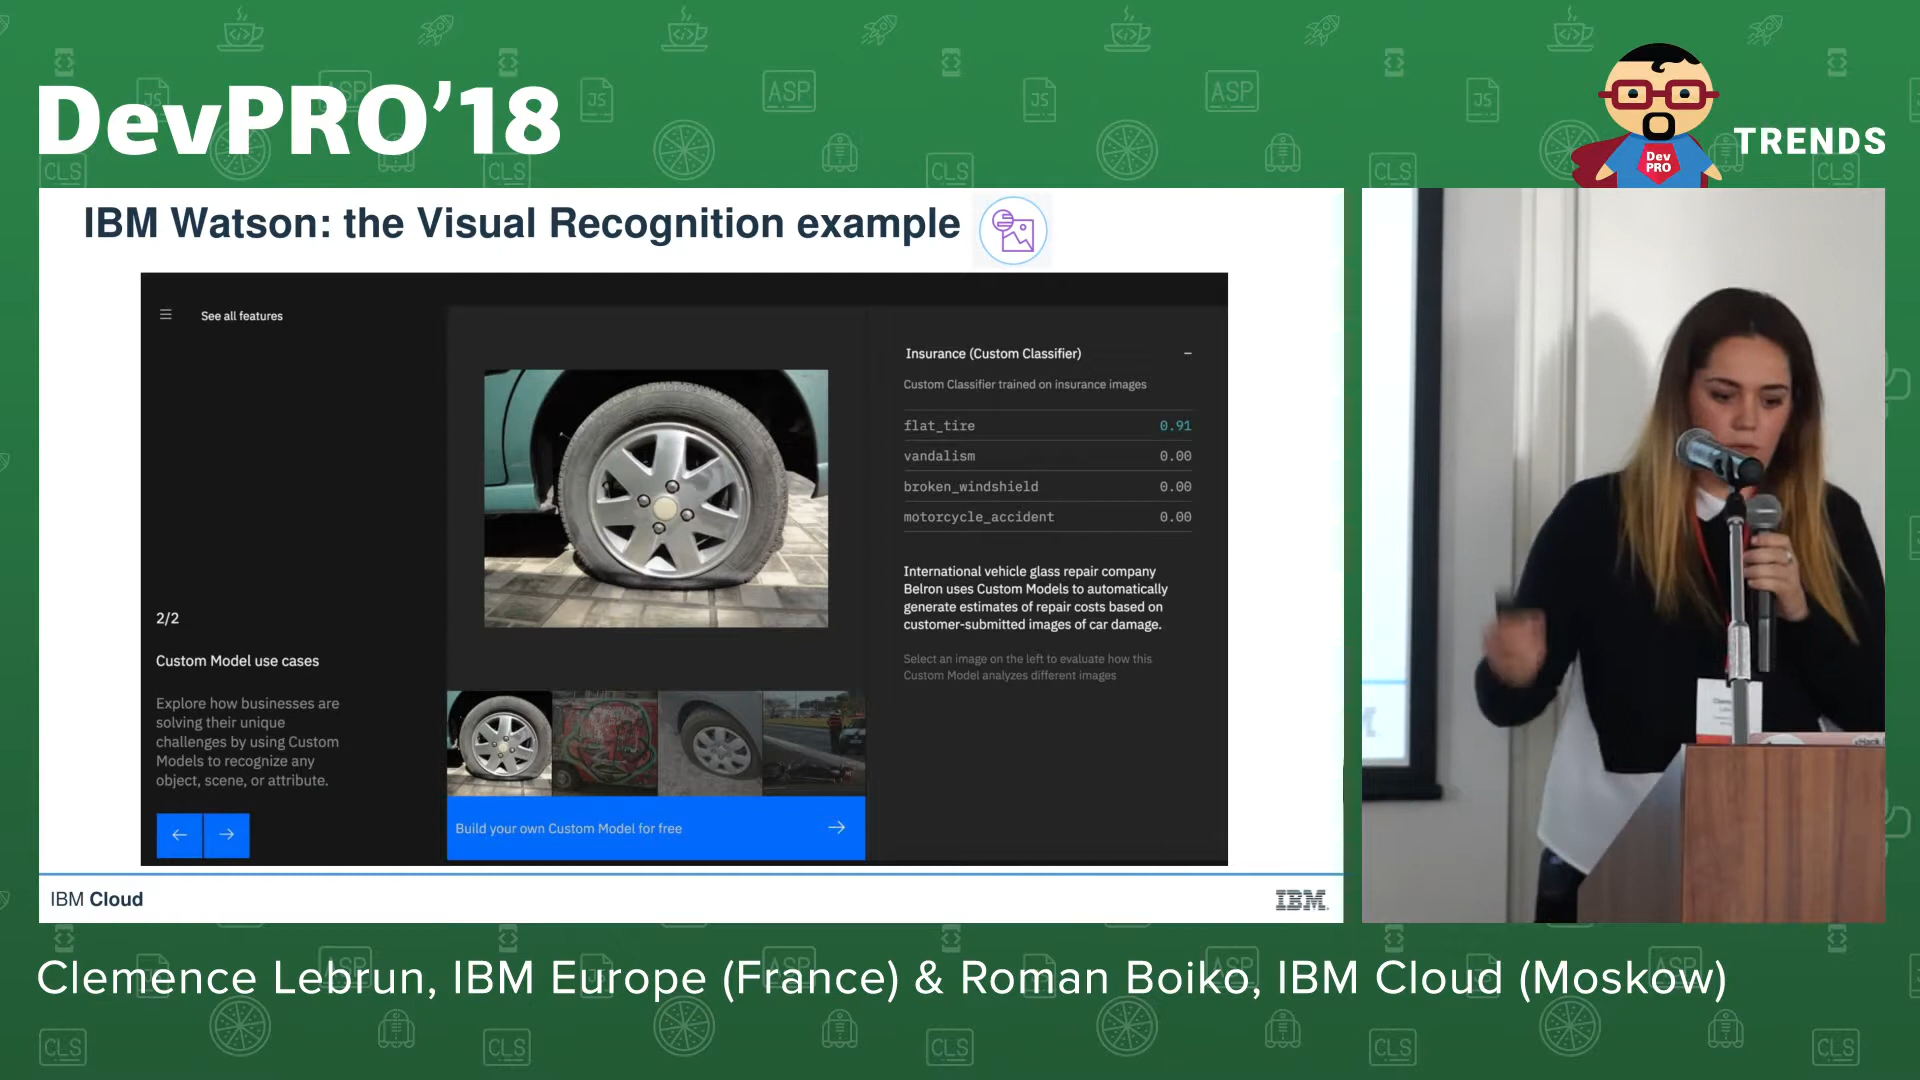 DevPRO’18
Dev
PRO
TRENDS
IBM Watson: the Visual Recognition example
See all features
2/2
Custom Model use cases
Explore how businesses are
solving their unique
challenges by using Custom
Models to recognize any
object, scene, or attribute.
Build your own Custom Model for free
Insurance (Custom Classifier)
Custom Classifier trained on insurance images
flat_tire 0.91
vandalism 0.00
broken_windshield 0.00
motorcycle_accident 0.00
International vehicle glass repair company
Belron uses Custom Models to automatically
generate estimates of repair costs based on
customer-submitted images of car damage.
Select an image on the left to evaluate how this
Custom Model analyzes different images
IBM Cloud
IBM
Clemence Lebrun, IBM Europe (France) & Roman Boiko, IBM Cloud (Moskow)
ASP
JS
CLS